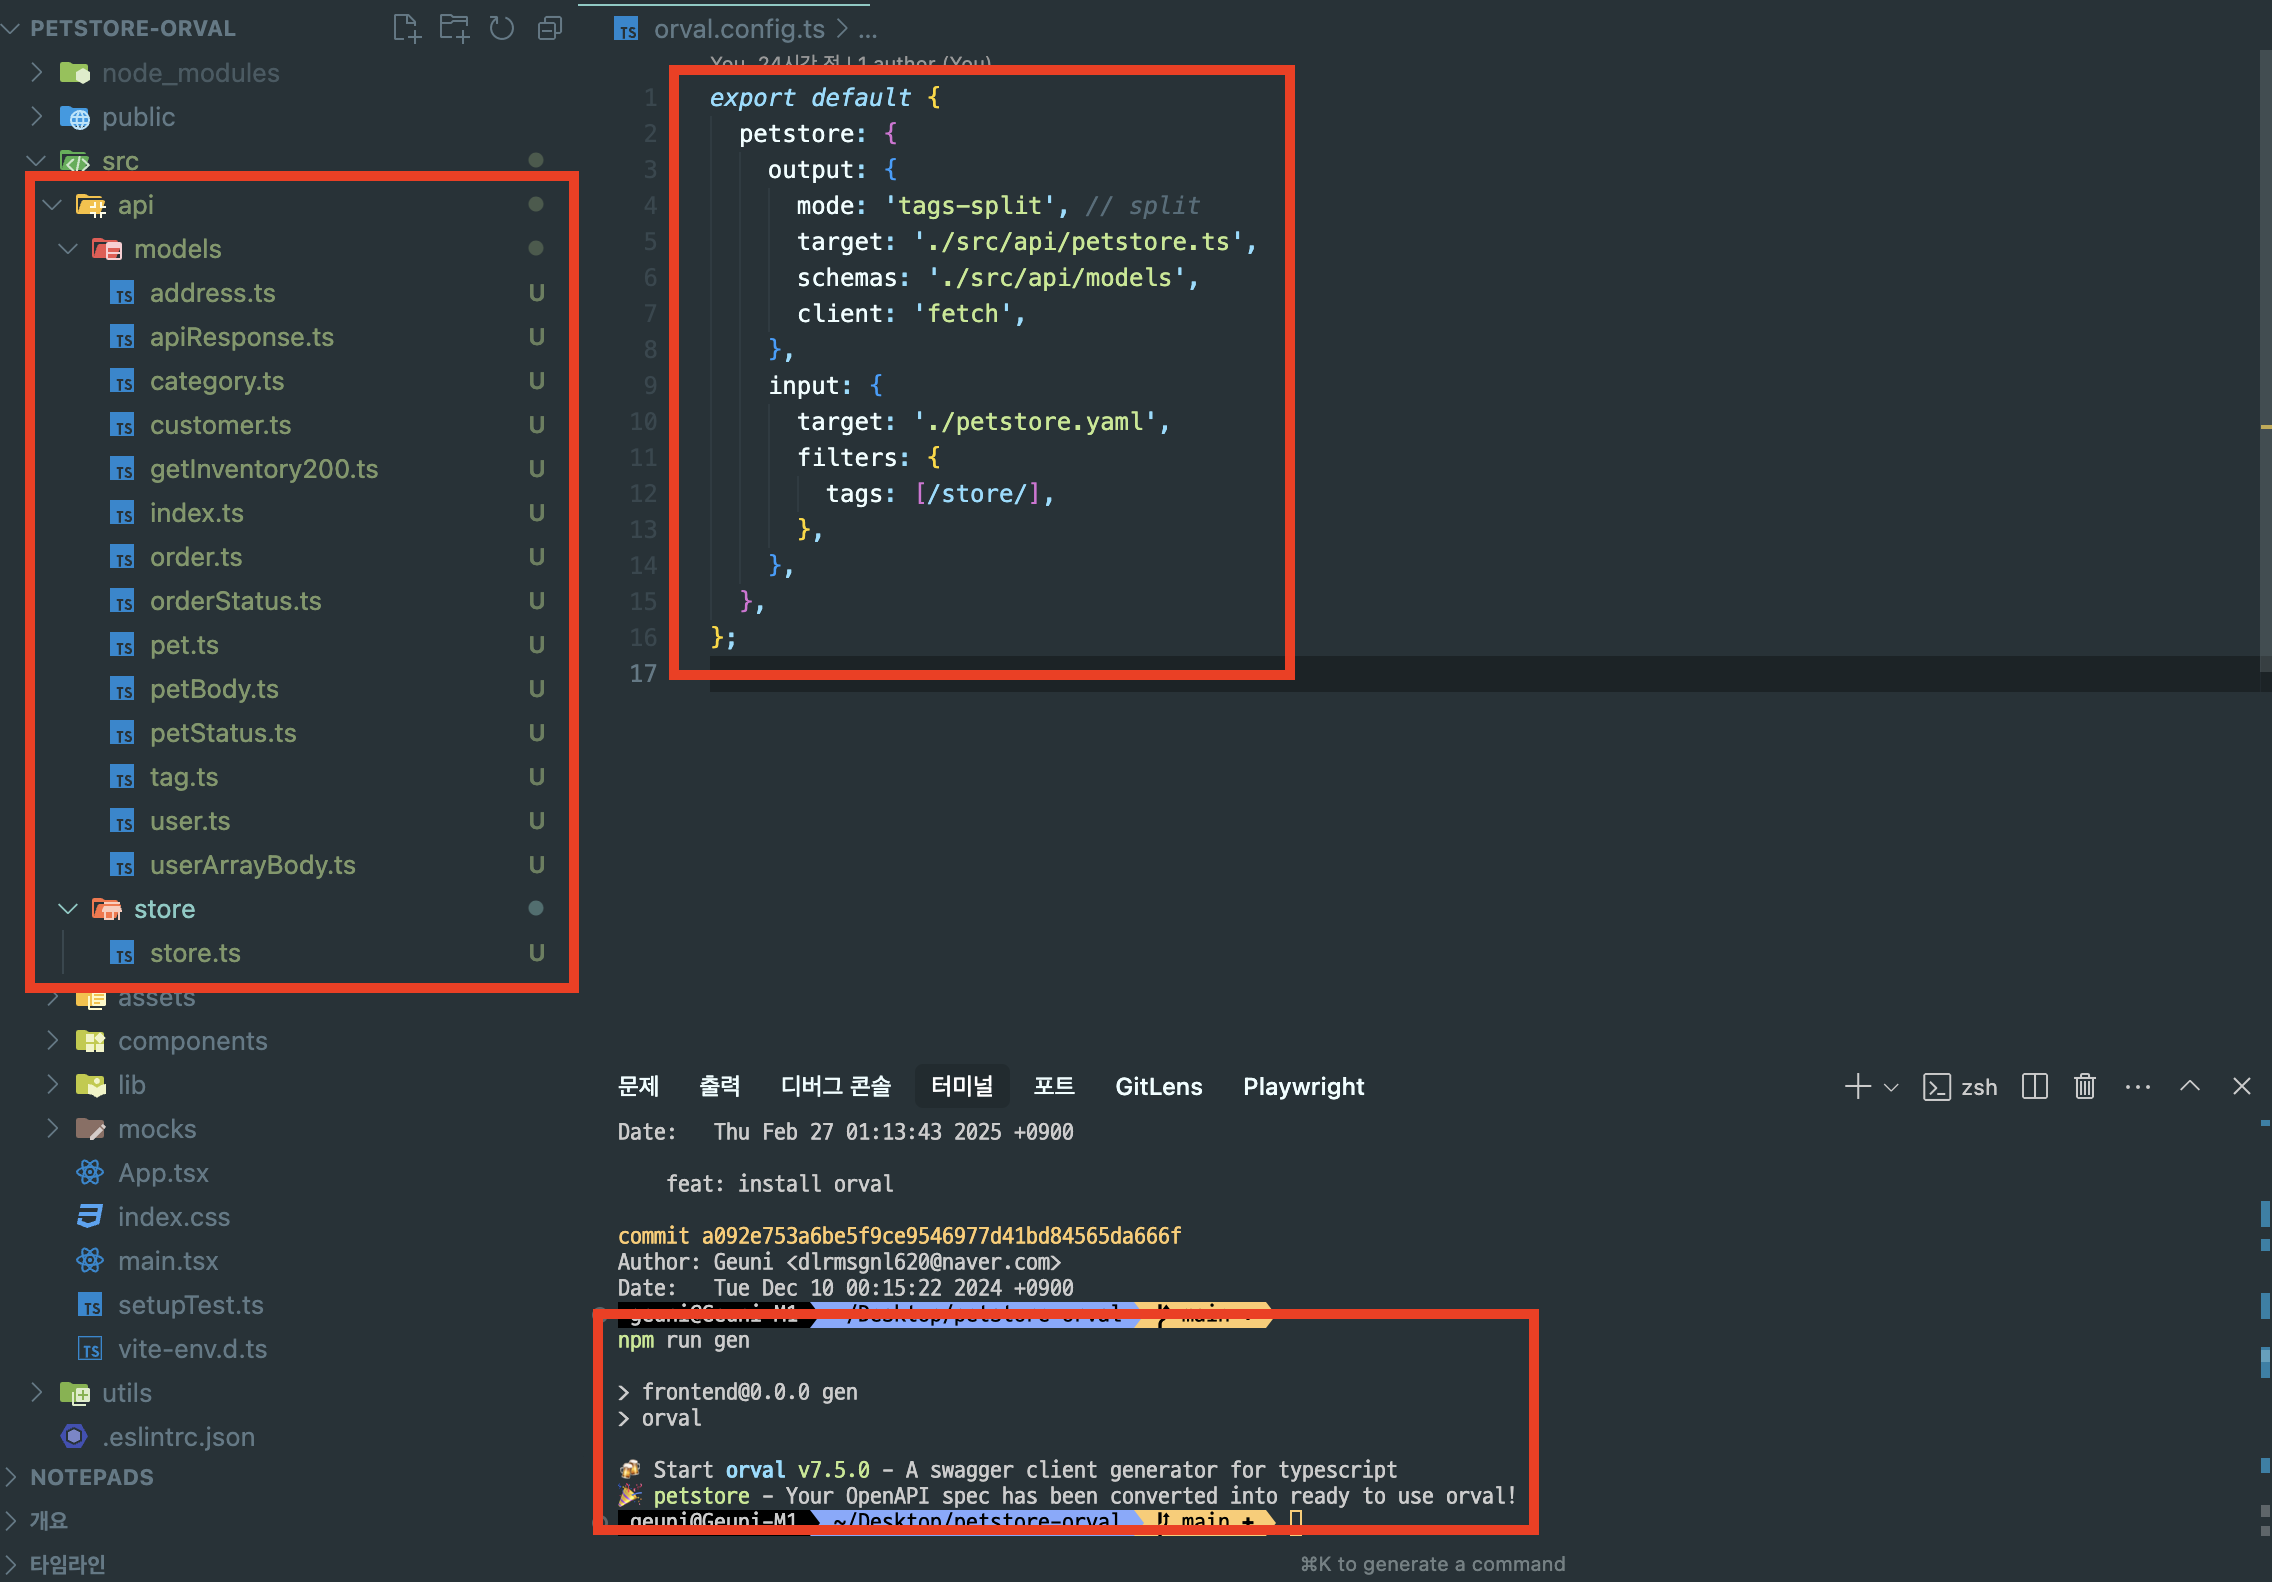 PETSTORE-ORVAL
node_modules
public
src
api
models
address.ts U
apiResponse.ts U
category.ts U
customer.ts U
getInventory200.ts U
index.ts U
order.ts U
orderStatus.ts U
pet.ts U
petBody.ts U
petStatus.ts U
tag.ts U
user.ts U
userArrayBody.ts U
store
store.ts U
assets
components
lib
mocks
App.tsx
index.css
main.tsx
setupTest.ts
vite-env.d.ts
utils
.eslintrc.json
NOTEPADS
개요
타임라인
orval.config.ts > ...
You, 24시간 전 | 1 author (You)
1 export default {
2 petstore: {
3 output: {
4 mode: 'tags-split', // split
5 target: './src/api/petstore.ts',
6 schemas: './src/api/models',
7 client: 'fetch',
8 },
9 input: {
10 target: './petstore.yaml',
11 filters: {
12 tags: [/store/],
13 },
14 },
15 },
16 };
17
문제 출력 디버그 콘솔 터미널 포트 GitLens Playwright zsh
Date: Thu Feb 27 01:13:43 2025 +0900
feat: install orval
commit a092e753a6be5f9ce9546977d41bd84565da666f
Author: Geuni <dlrmsgnl620@naver.com>
Date: Tue Dec 10 00:15:22 2024 +0900
geuni@Geuni-M1 ~/Desktop/petstore-orval main
npm run gen
> frontend@0.0.0 gen
> orval
🍻 Start orval v7.5.0 - A swagger client generator for typescript
🎉 petstore - Your OpenAPI spec has been converted into ready to use orval!
geuni@Geuni-M1 ~/Desktop/petstore-orval main +
⌘K to generate a command